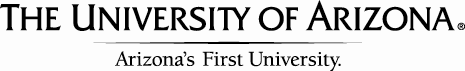 THE UNIVERSITY OF ARIZONA®
Arizona's First University.